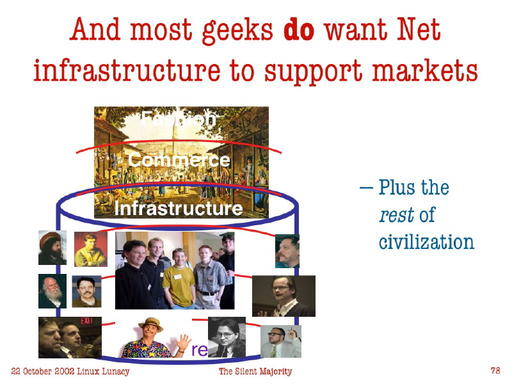 And most geeks do want Net
infrastructure to support markets
Fashion
Commerce
Infrastructure
– Plus the
rest of
civilization
EXIT
re
22 October 2002 Linux Lunacy
The Silent Majority
78